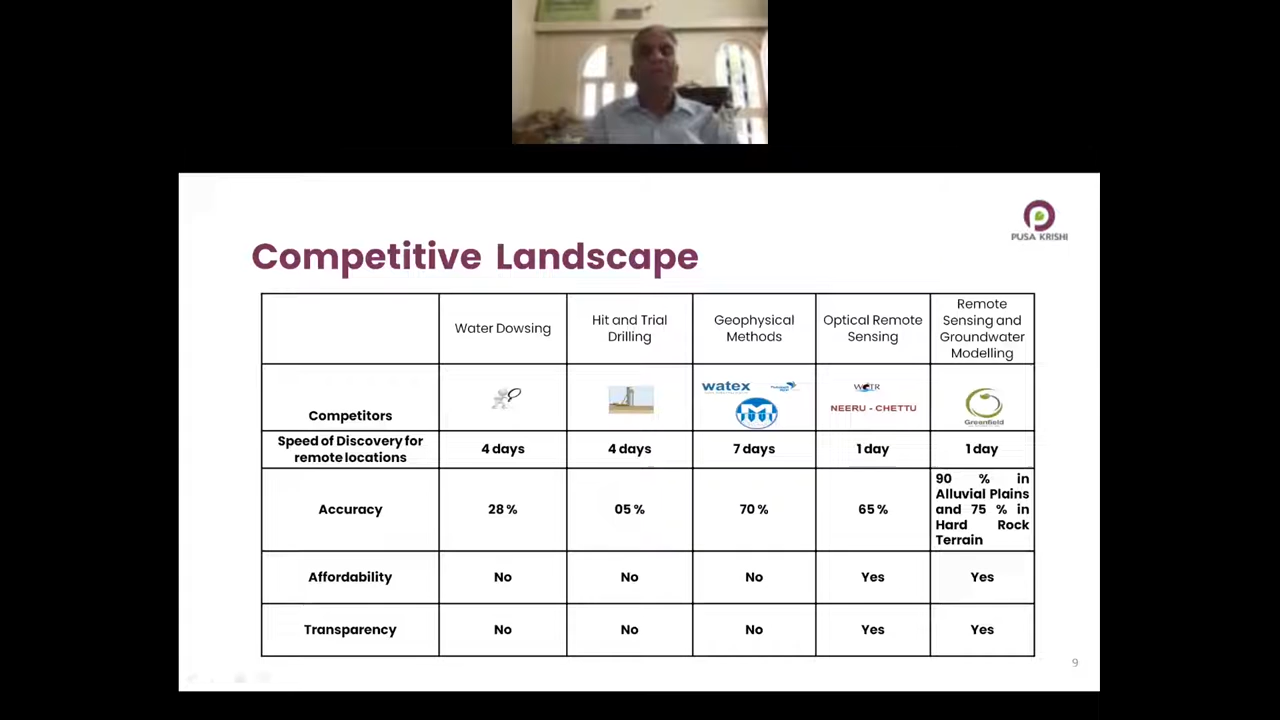 PUSA KRISHI
Competitive Landscape
Water Dowsing
Hit and Trial
Drilling
Geophysical
Methods
Optical Remote
Sensing
Remote
Sensing and
Groundwater
Modelling
Competitors
watex
WOTR
NEERU - CHETTU
Greenfield
Speed of Discovery for
remote locations
4 days
4 days
7 days
1 day
1 day
Accuracy
28 %
05 %
70 %
65 %
90 % in
Alluvial Plains
and 75 % in
Hard Rock
Terrain
Affordability
No
No
No
Yes
Yes
Transparency
No
No
No
Yes
Yes
9